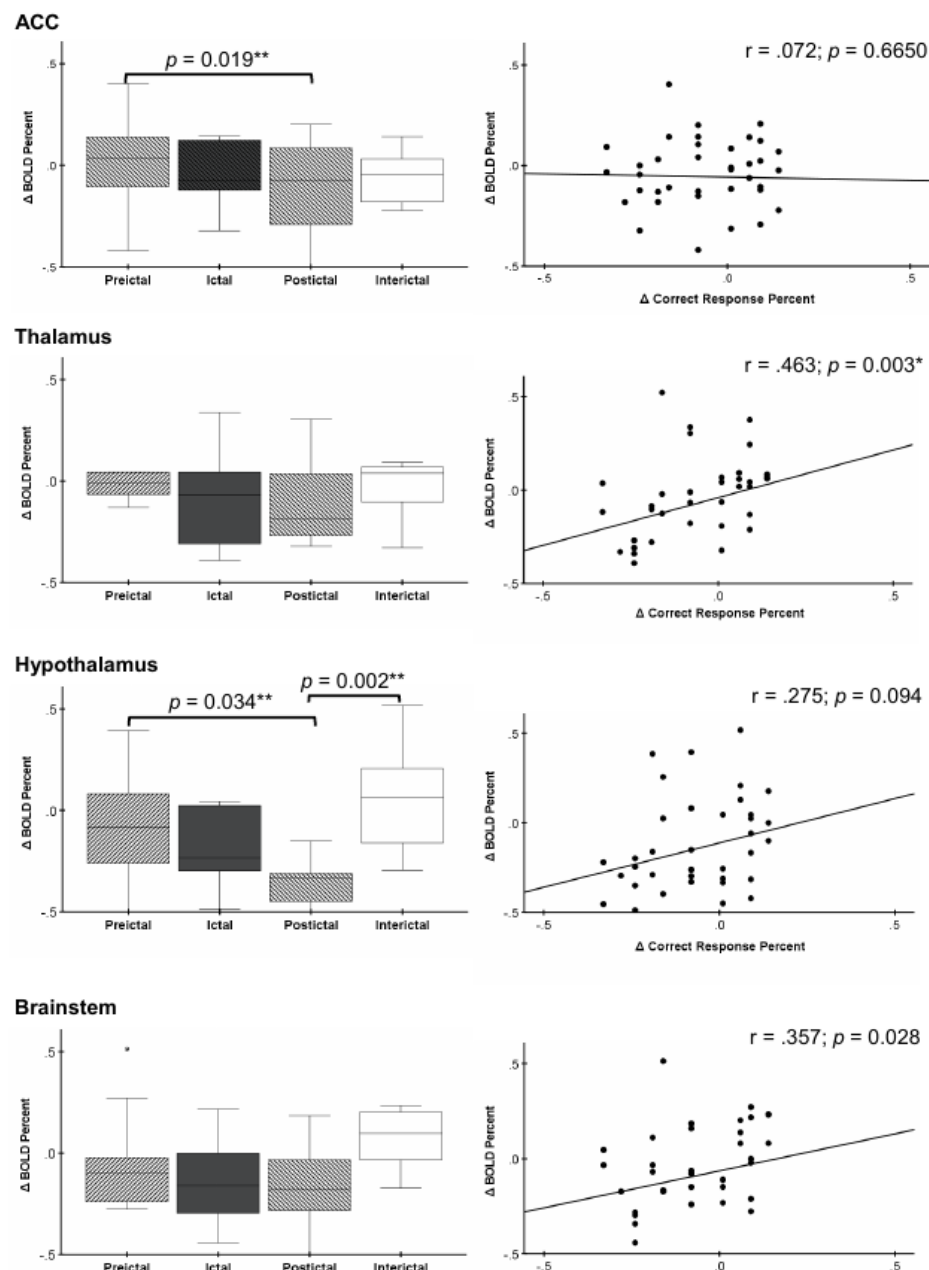 ACC
p = 0.019**
.5
.0
-.5
Δ BOLD Percent
Preictal Ictal Postictal Interictal
r = .072; p = 0.6650
.5
.0
-.5
Δ BOLD Percent
-.5 .0 .5
Δ Correct Response Percent
Thalamus
.5
.0
-.5
Δ BOLD Percent
Preictal Ictal Postictal Interictal
r = .463; p = 0.003*
.5
.0
-.5
Δ BOLD Percent
-.5 .0 .5
Δ Correct Response Percent
Hypothalamus
p = 0.034**
p = 0.002**
.5
.0
-.5
Δ BOLD Percent
Preictal Ictal Postictal Interictal
r = .275; p = 0.094
.5
.0
-.5
Δ BOLD Percent
-.5 .0 .5
Δ Correct Response Percent
Brainstem
.5
.0
-.5
Δ BOLD Percent
Preictal Ictal Postictal Interictal
r = .357; p = 0.028
.5
.0
-.5
Δ BOLD Percent
-.5 .0 .5